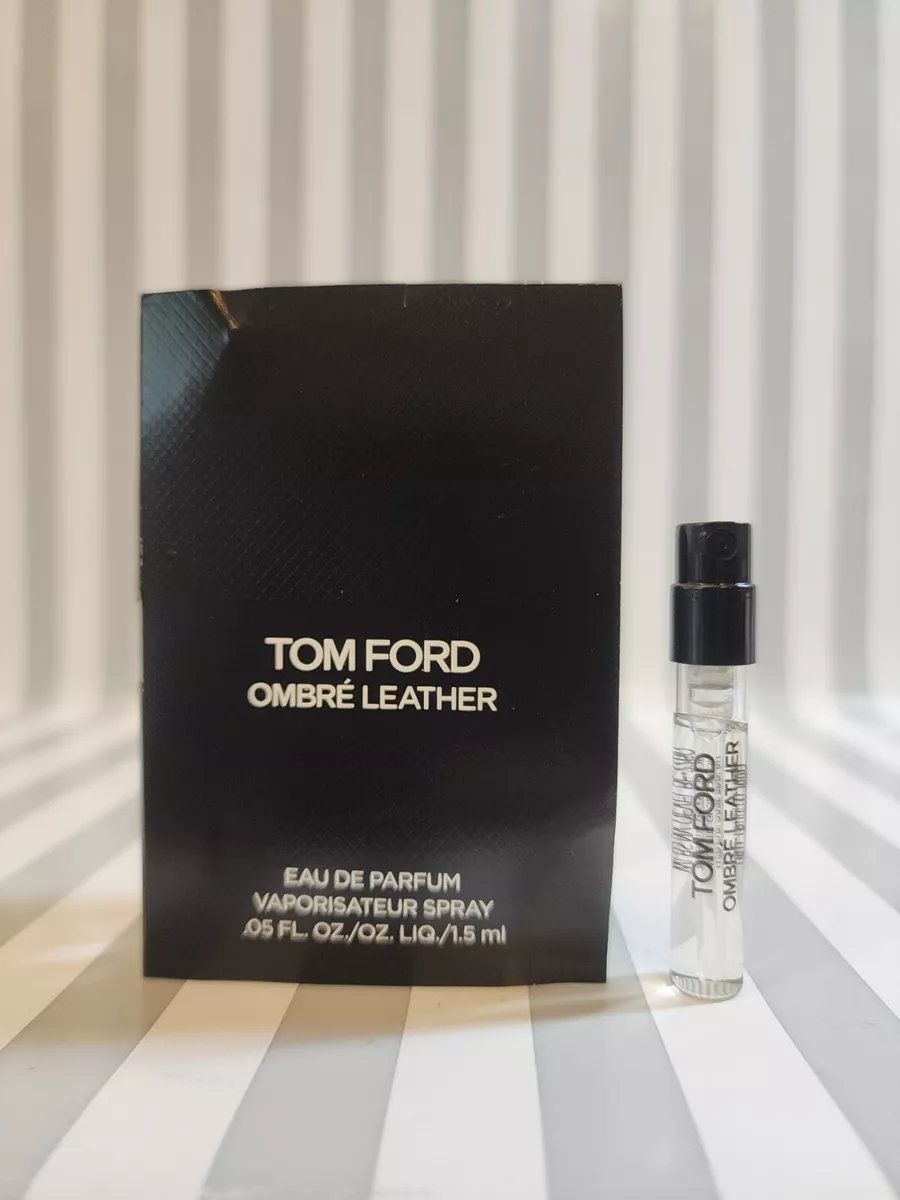 TOM FORD
OMBRÉ LEATHER
EAU DE PARFUM
VAPORISATEUR SPRAY
.05 FL. OZ./OZ. LIQ./1.5 ml
TOM FORD
OMBRÉ LEATHER